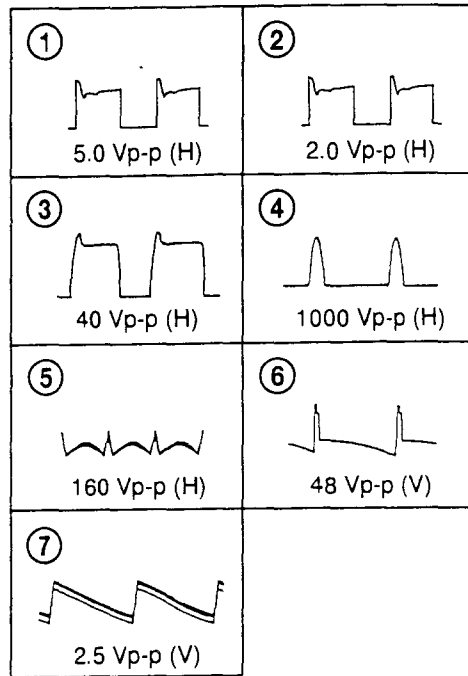 1
2
5.0 Vp-p (H)
2.0 Vp-p (H)
3
4
40 Vp-p (H)
1000 Vp-p (H)
5
6
160 Vp-p (H)
48 Vp-p (V)
7
2.5 Vp-p (V)